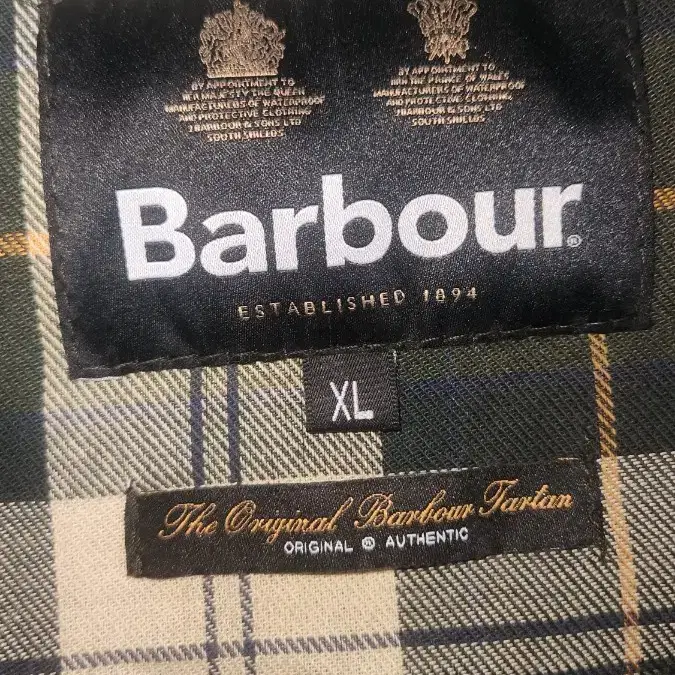 BY APPOINTMENT TO
HER MAJESTY THE QUEEN
MANUFACTURERS OF WATERPROOF
AND PROTECTIVE CLOTHING
J BARBOUR & SONS LTD
SOUTH SHIELDS
BY APPOINTMENT TO
H.R.H. THE PRINCE OF WALES
MANUFACTURERS OF WATERPROOF
AND PROTECTIVE CLOTHING
J BARBOUR & SONS LTD
SOUTH SHIELDS
Barbour®
ESTABLISHED 1894
XL
The Original Barbour Tartan
ORIGINAL ® AUTHENTIC